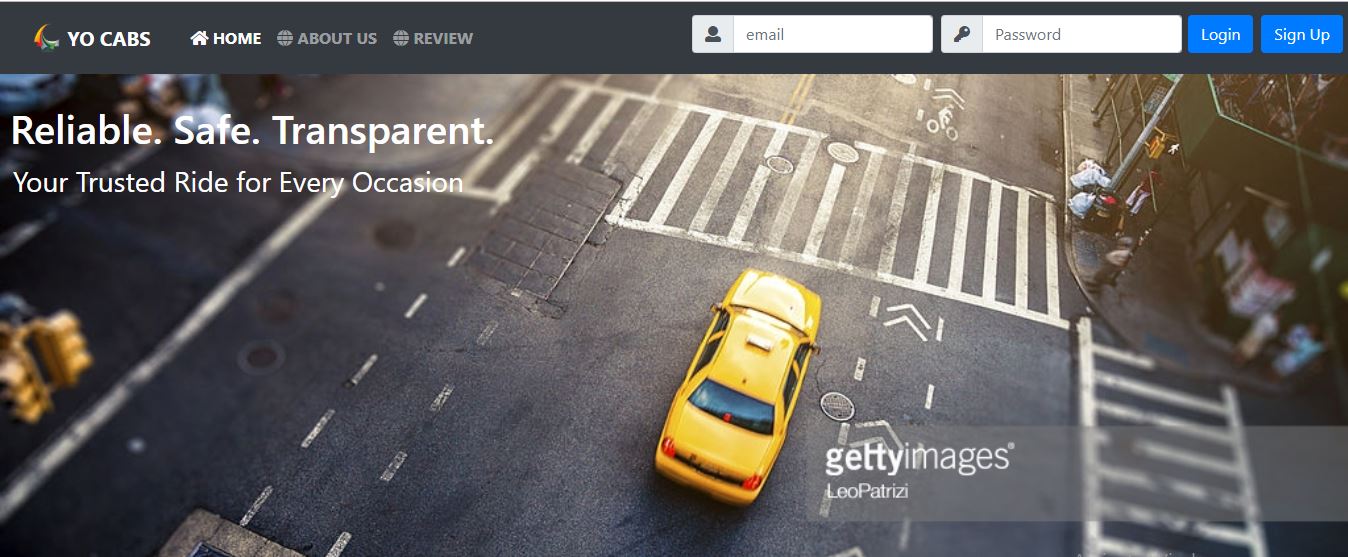 YO CABS HOME ABOUT US REVIEW email Password Login Sign Up
Reliable. Safe. Transparent.
Your Trusted Ride for Every Occasion
gettyimages®
LeoPatrizi